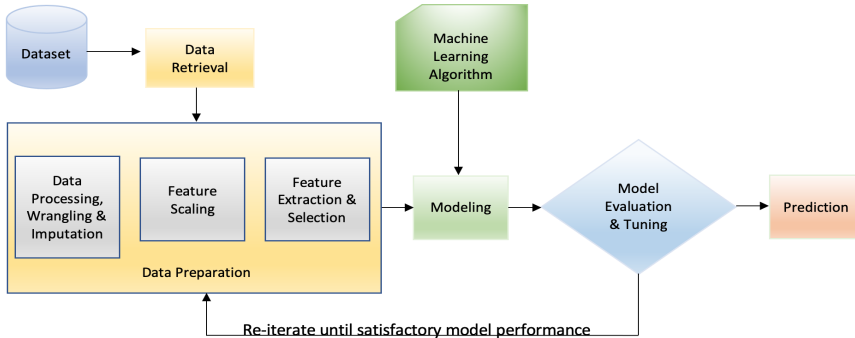 Dataset
Data
Retrieval
Machine
Learning
Algorithm
Data
Processing,
Wrangling &
Imputation
Feature
Scaling
Feature
Extraction &
Selection
Data Preparation
Modeling
Model
Evaluation
& Tuning
Prediction
Re-iterate until satisfactory model performance